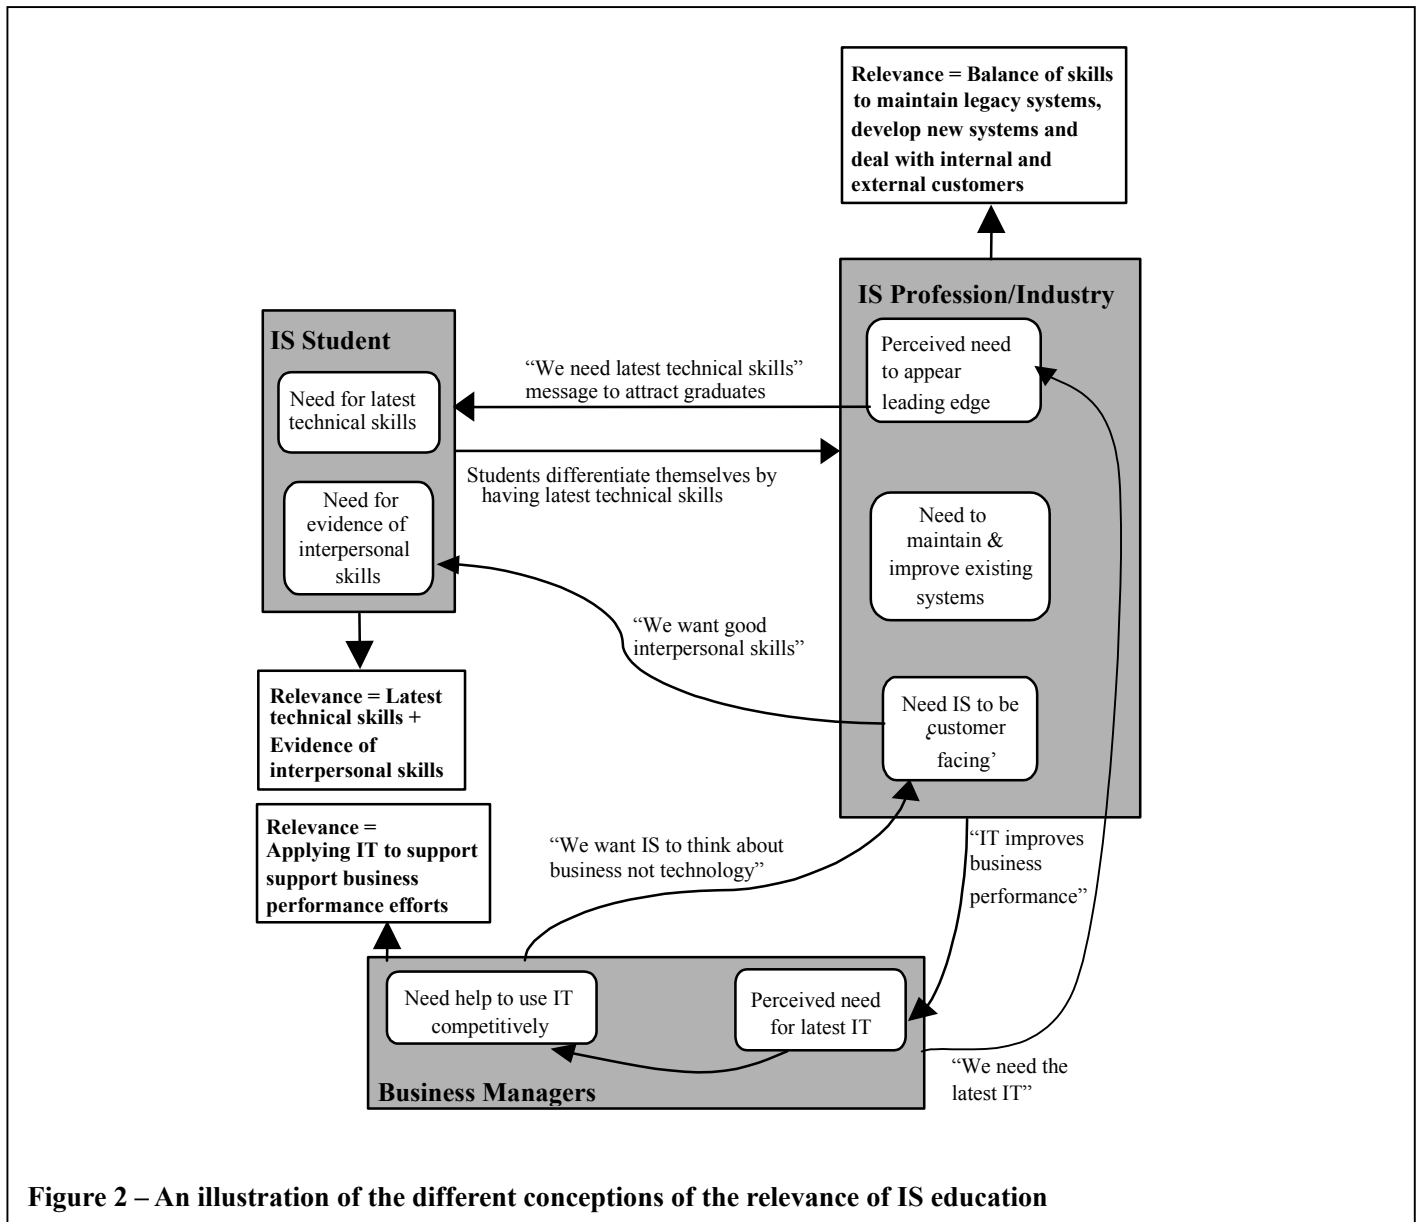 Relevance = Balance of skills
to maintain legacy systems,
develop new systems and
deal with internal and
external customers
IS Profession/Industry
Perceived need
to appear
leading edge
IS Student
Need for latest
technical skills
“We need latest technical skills”
message to attract graduates
Students differentiate themselves by
having latest technical skills
Need for
evidence of
interpersonal
skills
Need to
maintain &
improve existing
systems
“We want good
interpersonal skills”
Need IS to be
‘customer
facing’
Relevance = Latest
technical skills +
Evidence of
interpersonal skills
Relevance =
Applying IT to support
support business
performance efforts
“We want IS to think about
business not technology”
“IT improves
business
performance”
Need help to use IT
competitively
Perceived need
for latest IT
“We need the
latest IT”
Business Managers
Figure 2 – An illustration of the different conceptions of the relevance of IS education